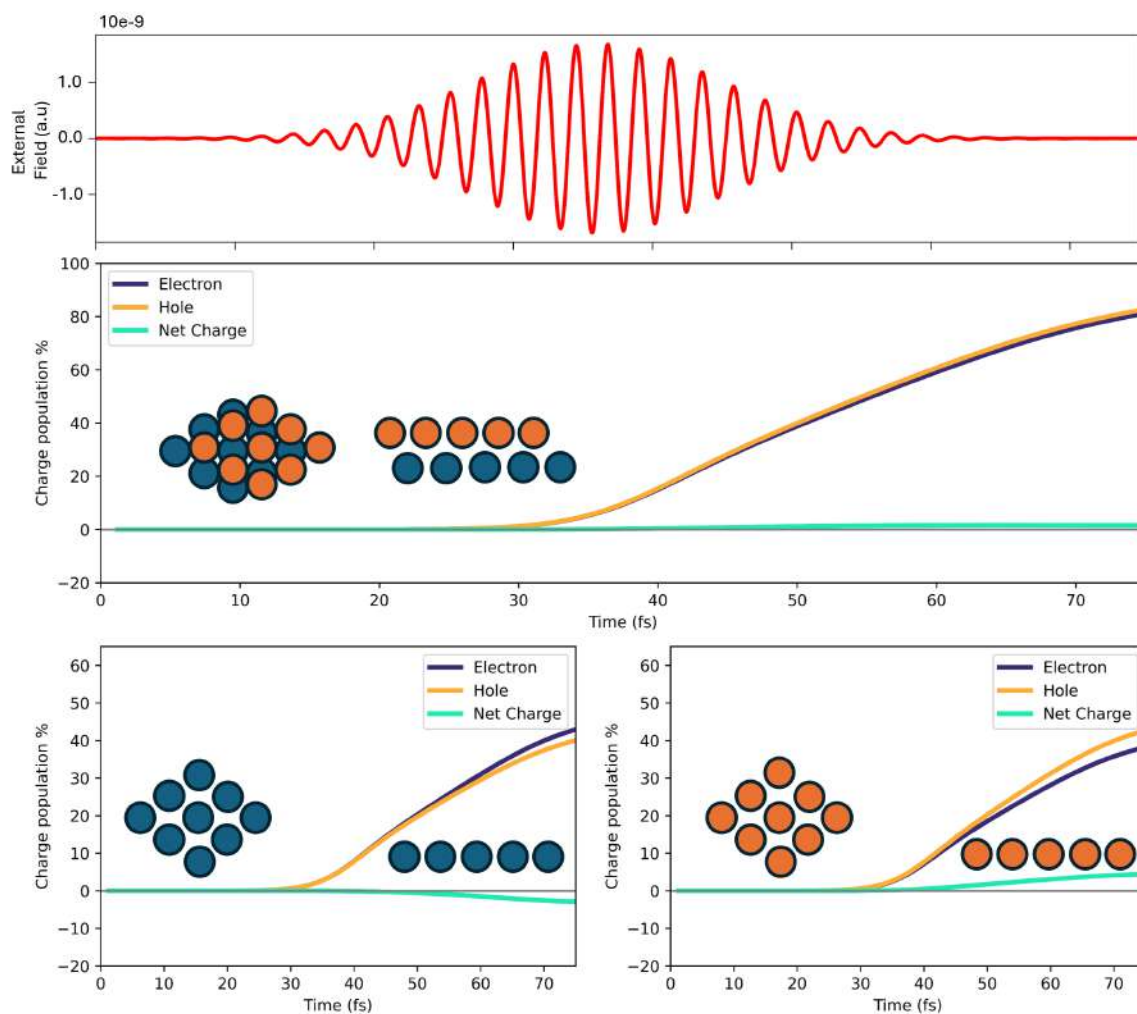 10e-9
External
Field (a.u)
1.0
0.0
-1.0
Charge population %
100
80
60
40
20
0
−20
Electron
Hole
Net Charge
0 10 20 30 40 50 60 70
Time (fs)
Charge population %
60
50
40
30
20
10
0
−10
−20
Electron
Hole
Net Charge
0 10 20 30 40 50 60 70
Time (fs)
Charge population %
60
50
40
30
20
10
0
−10
−20
Electron
Hole
Net Charge
0 10 20 30 40 50 60 70
Time (fs)